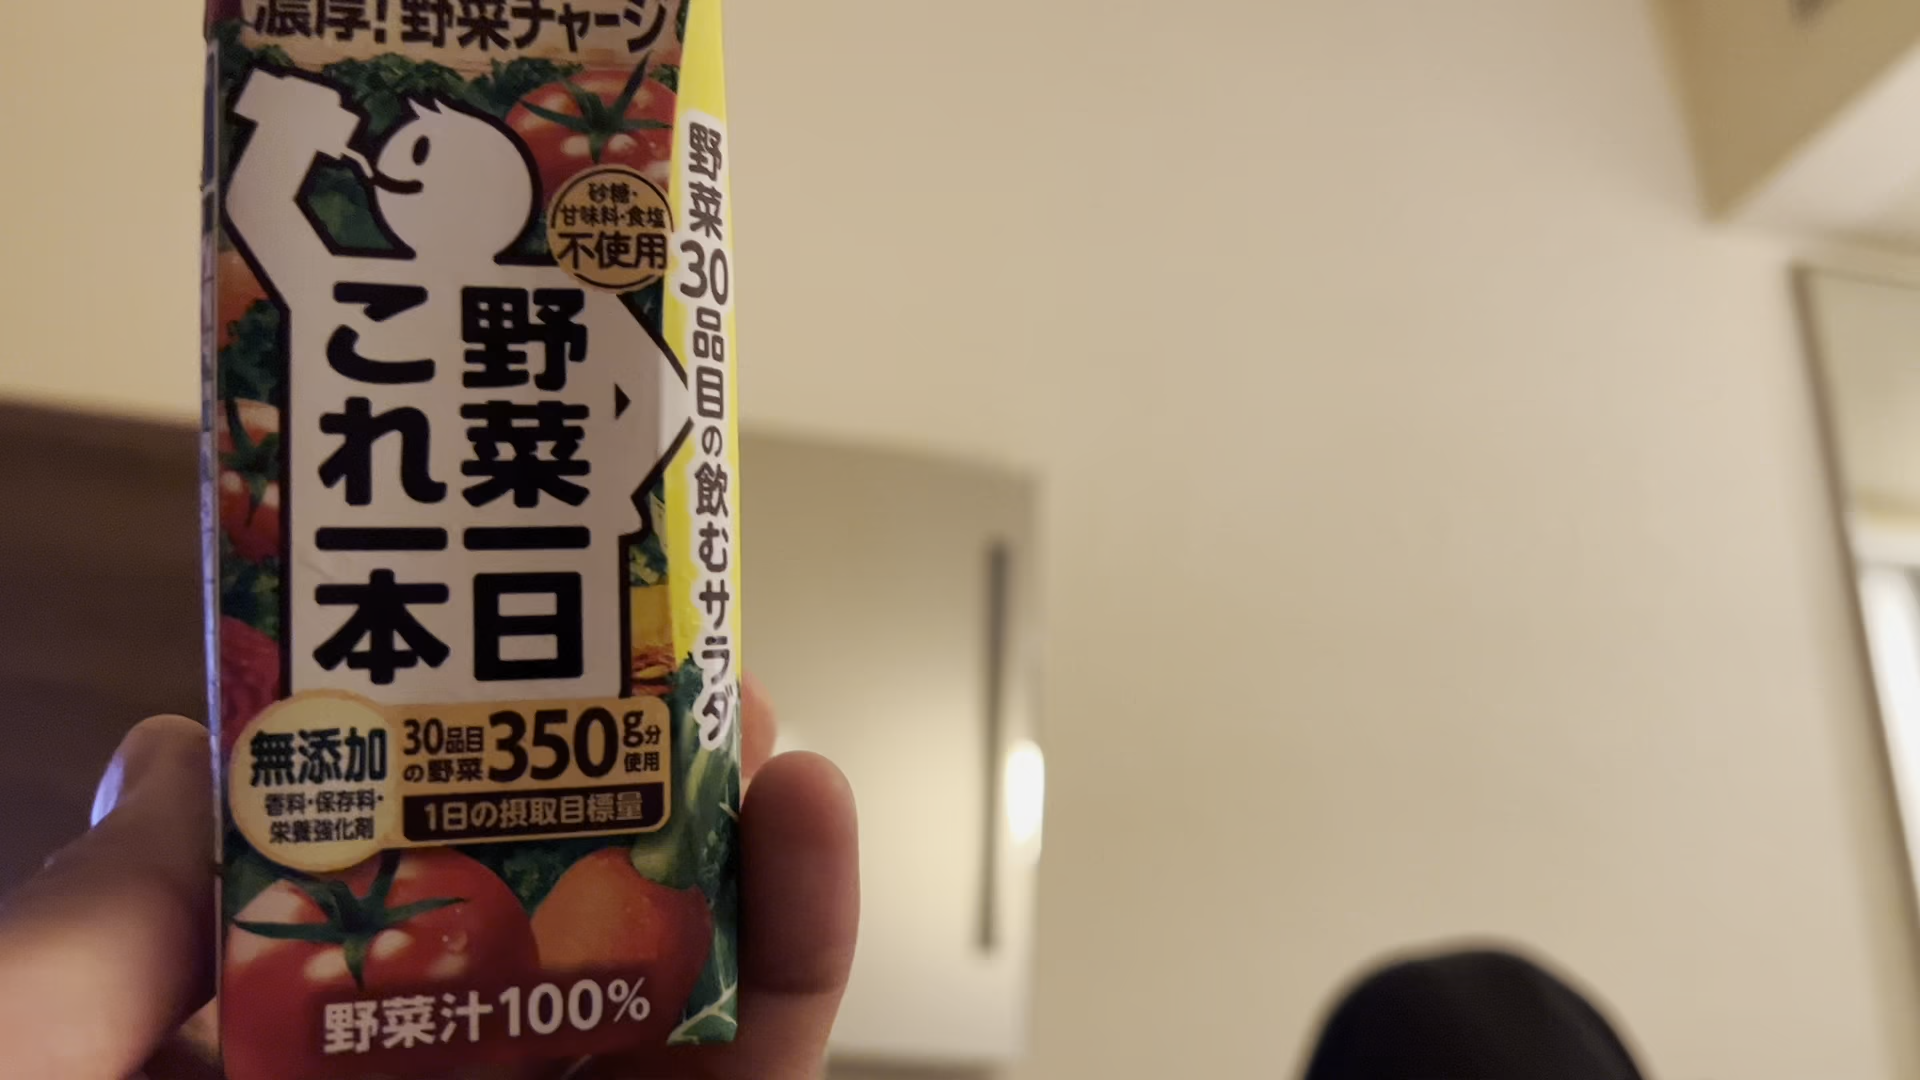 濃厚!野菜チャージ
砂糖・
甘味料・食塩
不使用
野菜一日
これ一本
野菜30品目の飲むサラダ
無添加
香料・保存料・
栄養強化剤
30品目
の野菜
350g分
使用
1日の摂取目標量
野菜汁100%